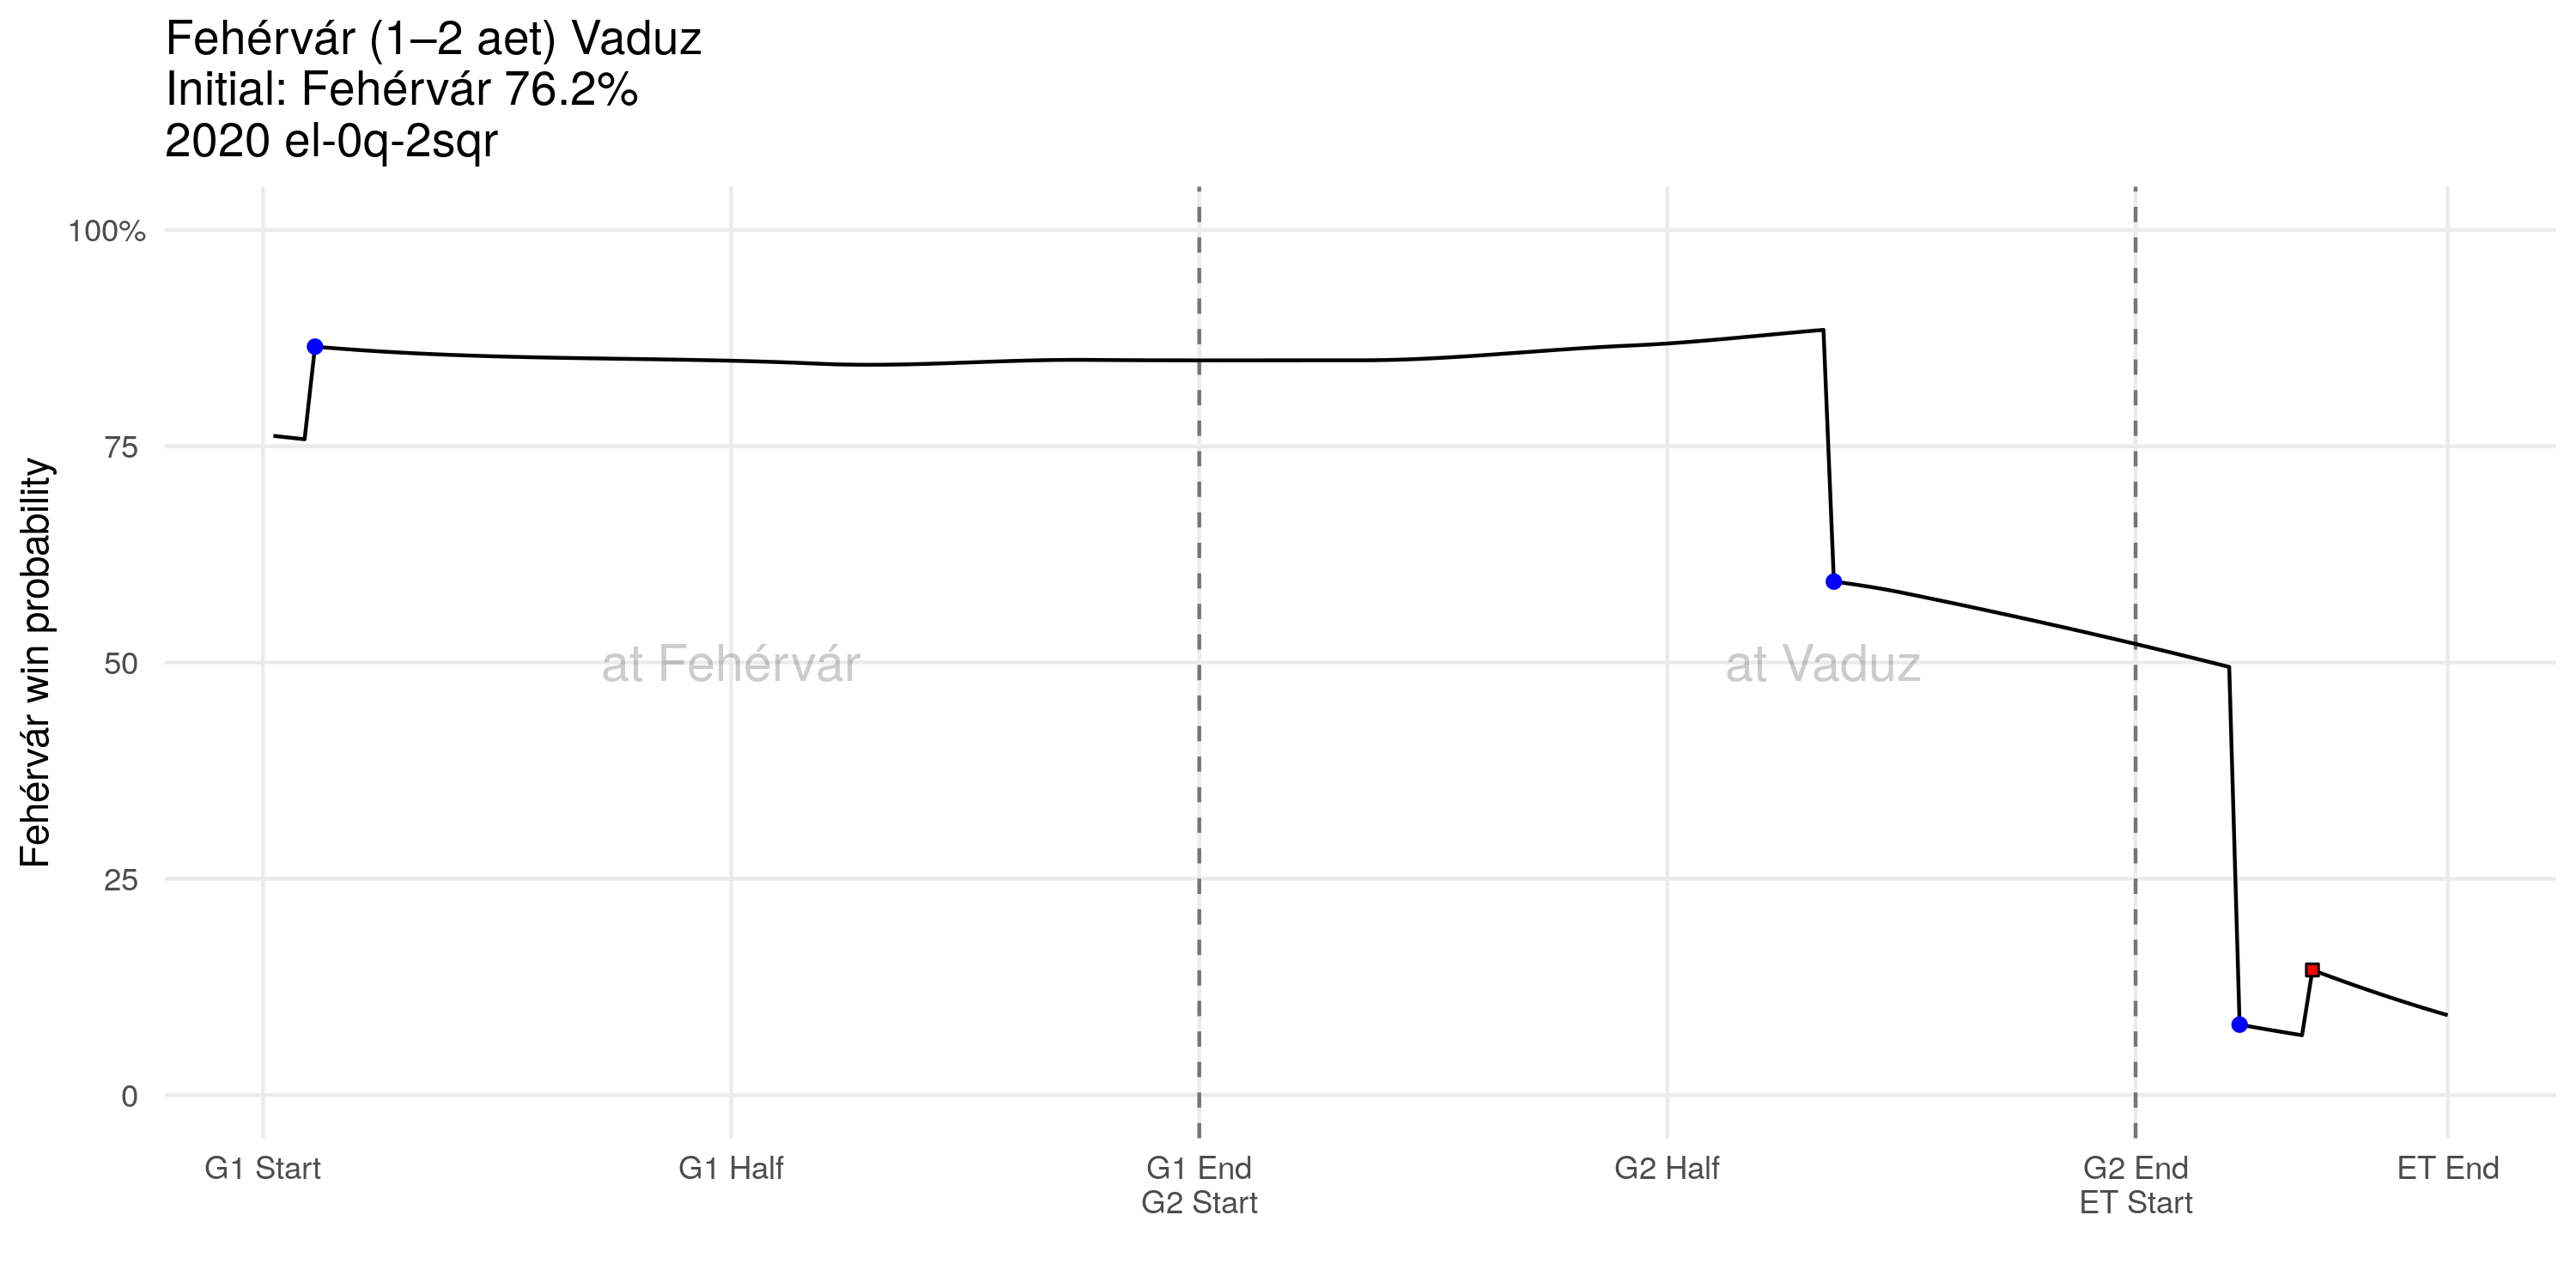 Fehérvár (1–2 aet) Vaduz
Initial: Fehérvár 76.2%
2020 el-0q-2sqr
Fehérvár win probability
100%
75
50
25
0
at Fehérvár
at Vaduz
G1 Start
G1 Half
G1 End
G2 Start
G2 Half
G2 End
ET Start
ET End